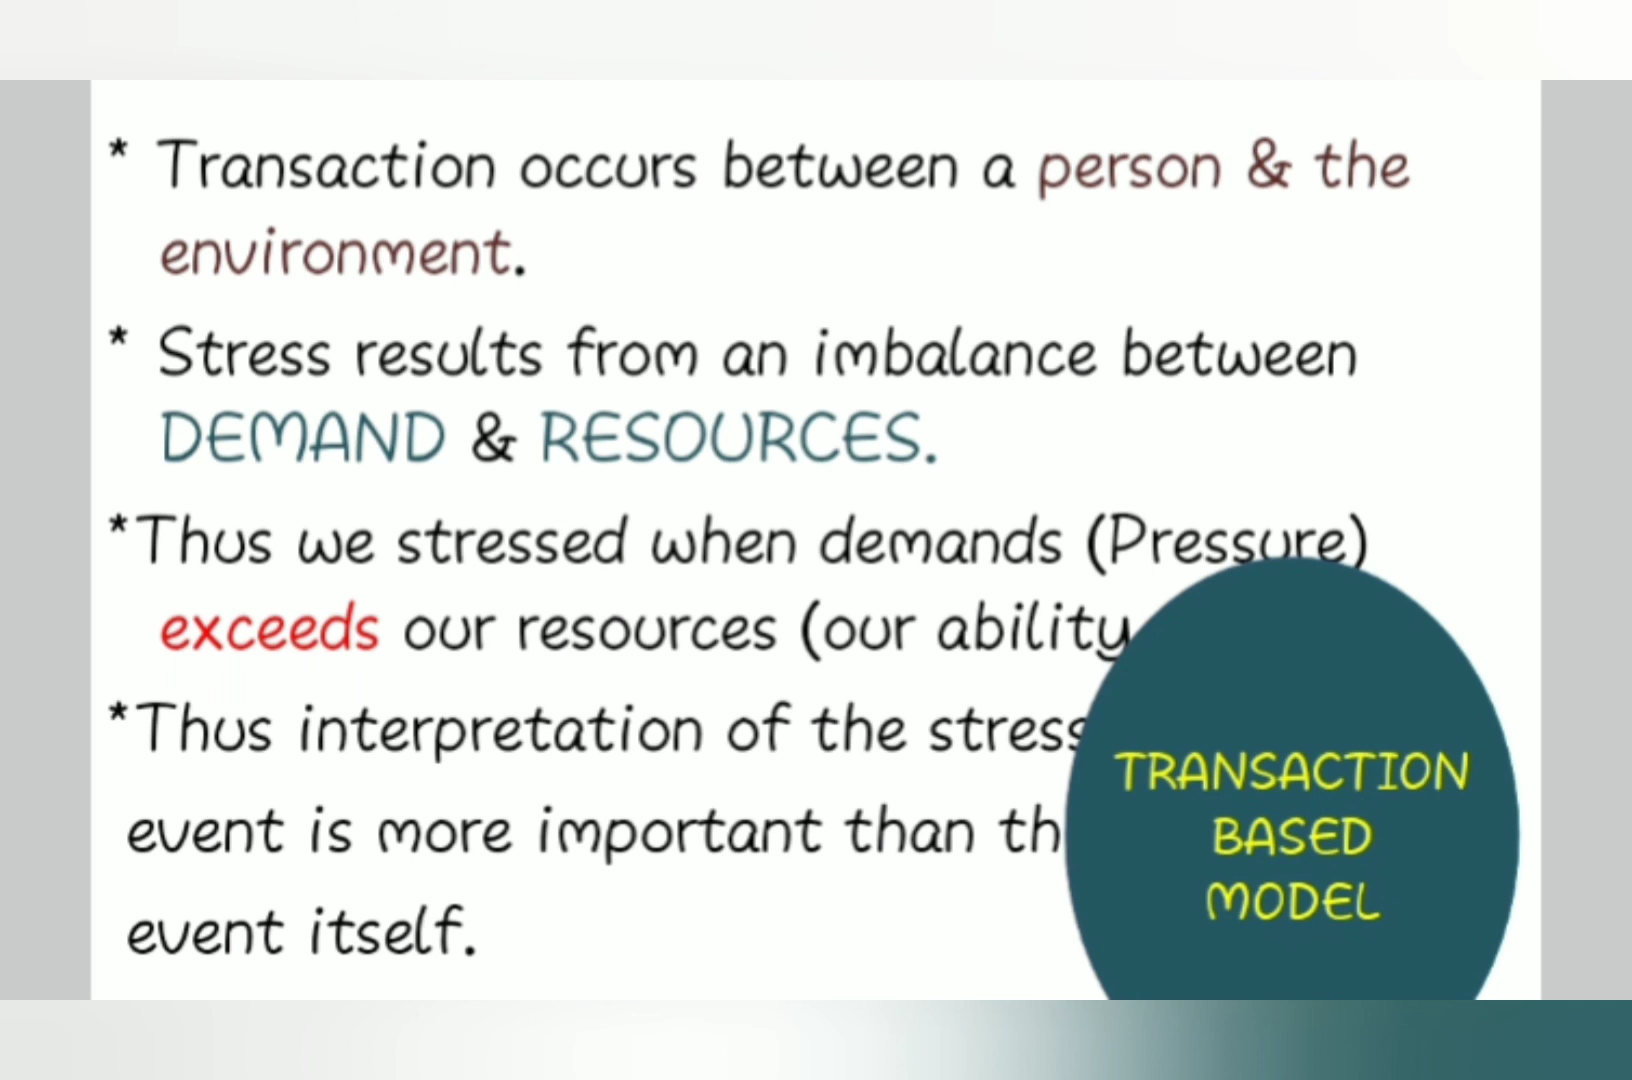 * Transaction occurs between a person & the
environment.
* Stress results from an imbalance between
DEMAND & RESOURCES.
*Thus we stressed when demands (Pressure)
exceeds our resources (our ability
*Thus interpretation of the stress
event is more important than
event itself.
TRANSACTION
BASED
MODEL